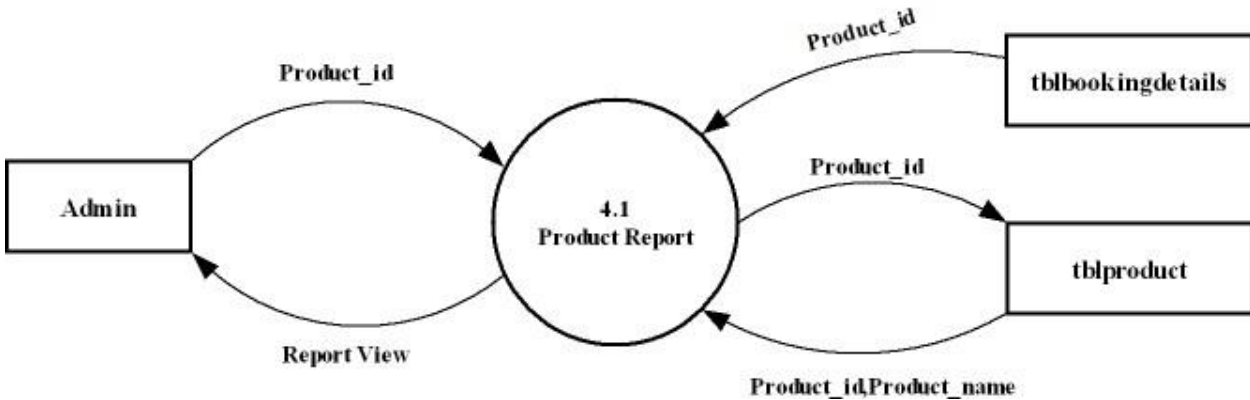 Product_id
Product_id
tblbookingdetails
Product_id
Admin
4.1
Product Report
tblproduct
Report View
Product_id,Product_name